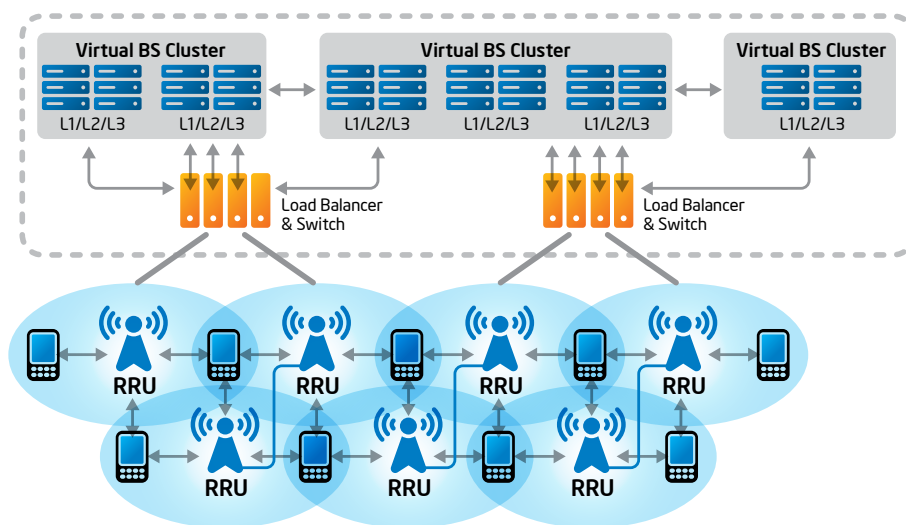 Virtual BS Cluster
Virtual BS Cluster
Virtual BS Cluster
L1/L2/L3
L1/L2/L3
L1/L2/L3
L1/L2/L3
L1/L2/L3
L1/L2/L3
Load Balancer
& Switch
Load Balancer
& Switch
RRU
RRU
RRU
RRU
RRU
RRU
RRU